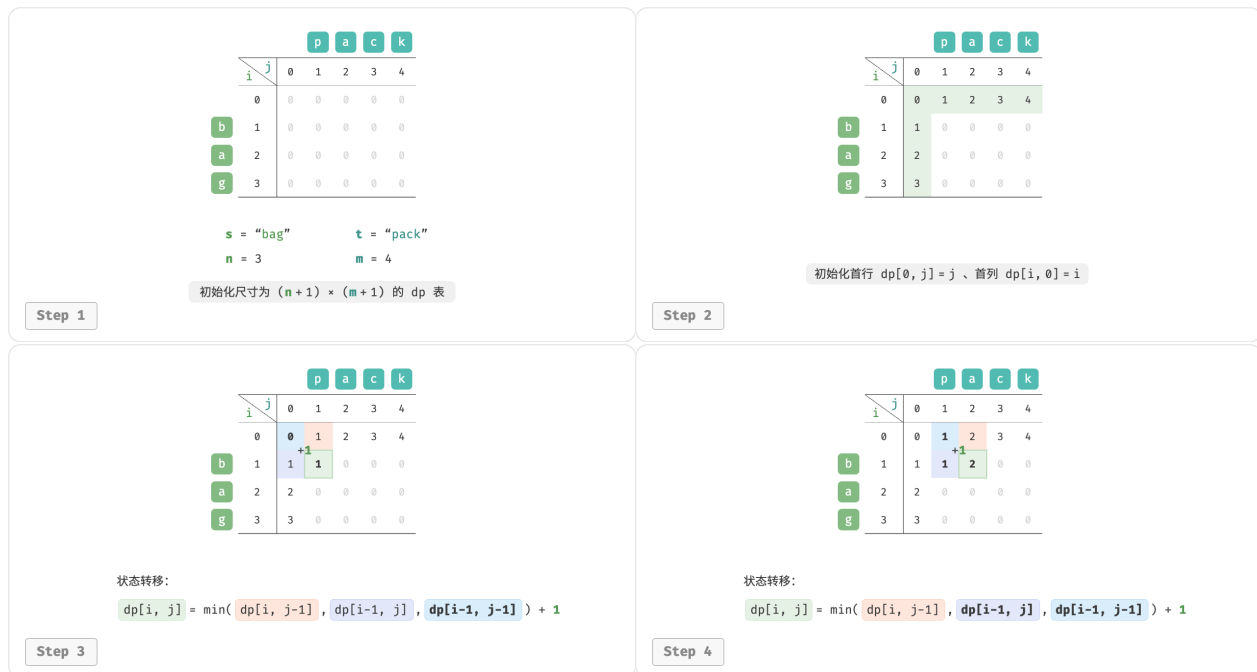 p a c k
j
i
0 1 2 3 4
0 0 0 0 0 0
b 1 0 0 0 0 0
a 2 0 0 0 0 0
g 3 0 0 0 0 0
s = “bag” t = “pack”
n = 3 m = 4
初始化尺寸为 (n + 1) × (m + 1) 的 dp 表
Step 1
p a c k
j
i
0 1 2 3 4
0 0 1 2 3 4
b 1 1 0 0 0 0
a 2 2 0 0 0 0
g 3 3 0 0 0 0
初始化首行 dp[0, j] = j 、首列 dp[i, 0] = i
Step 2
p a c k
j
i
0 1 2 3 4
0 0 1 2 3 4
+1
b 1 1 1 0 0 0
a 2 2 0 0 0 0
g 3 3 0 0 0 0
状态转移：
dp[i, j] = min( dp[i, j-1] , dp[i-1, j] , dp[i-1, j-1] ) + 1
Step 3
p a c k
j
i
0 1 2 3 4
0 0 1 2 3 4
+1
b 1 1 1 2 0 0
a 2 2 0 0 0 0
g 3 3 0 0 0 0
状态转移：
dp[i, j] = min( dp[i, j-1] , dp[i-1, j] , dp[i-1, j-1] ) + 1
Step 4